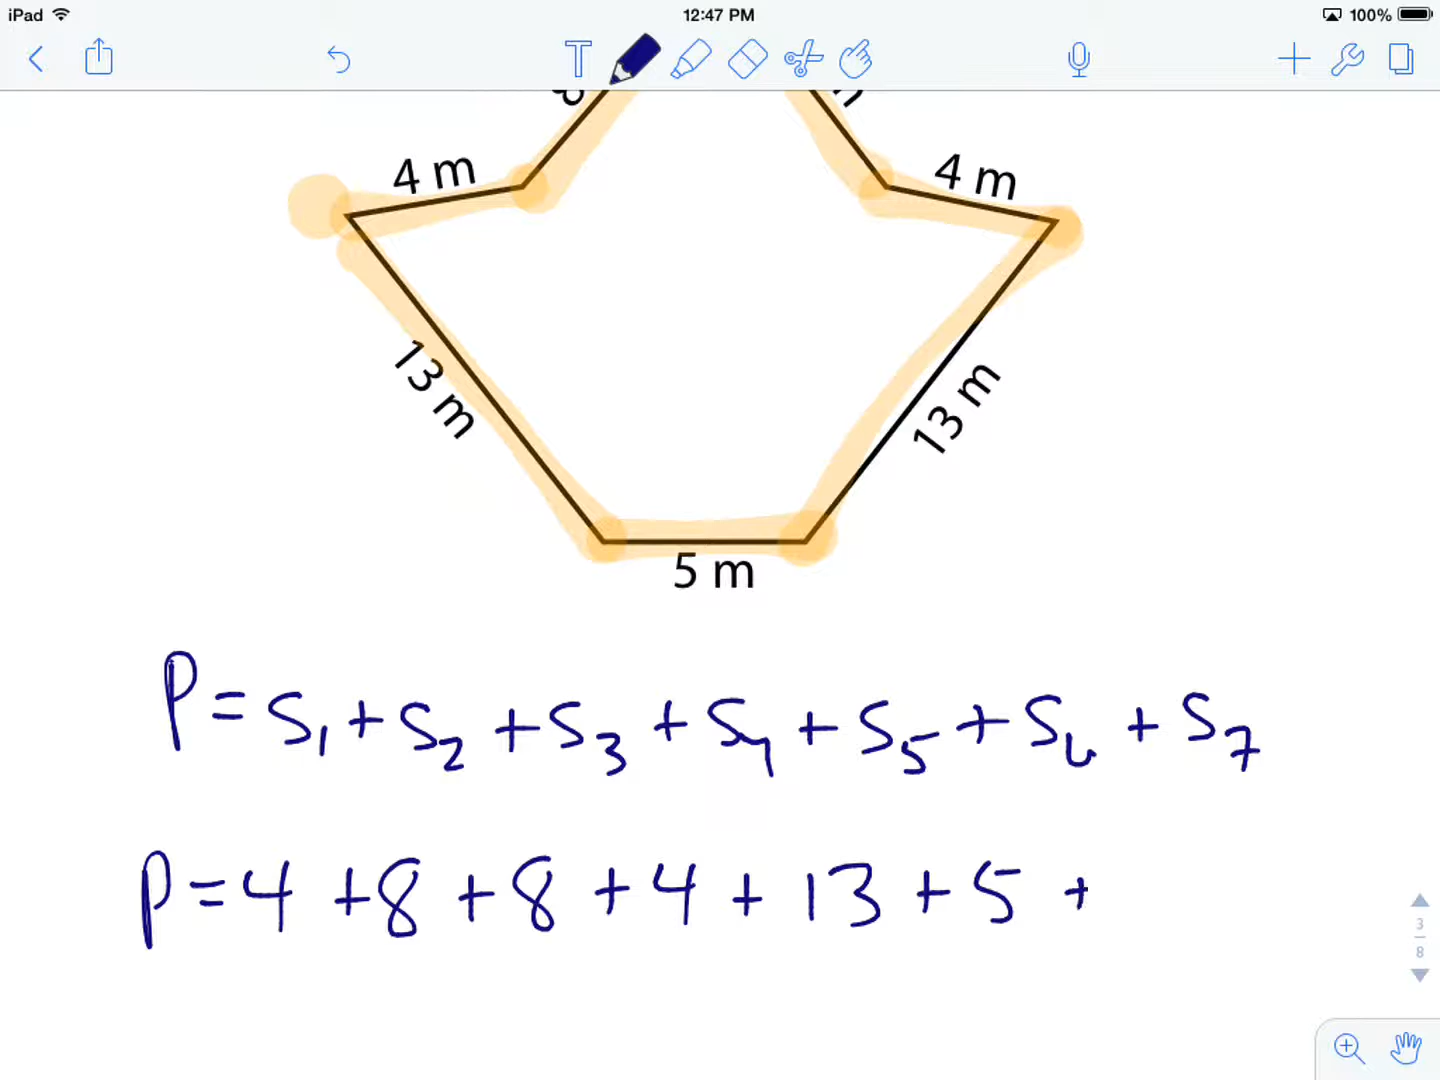 iPad 12:47 PM 100%
T
4 m 4 m
13 m 13 m
5 m
P = S₁ + S₂ + S₃ + S₄ + S₅ + S₆ + S₇
P = 4 + 8 + 8 + 4 + 13 + 5 +
3
8